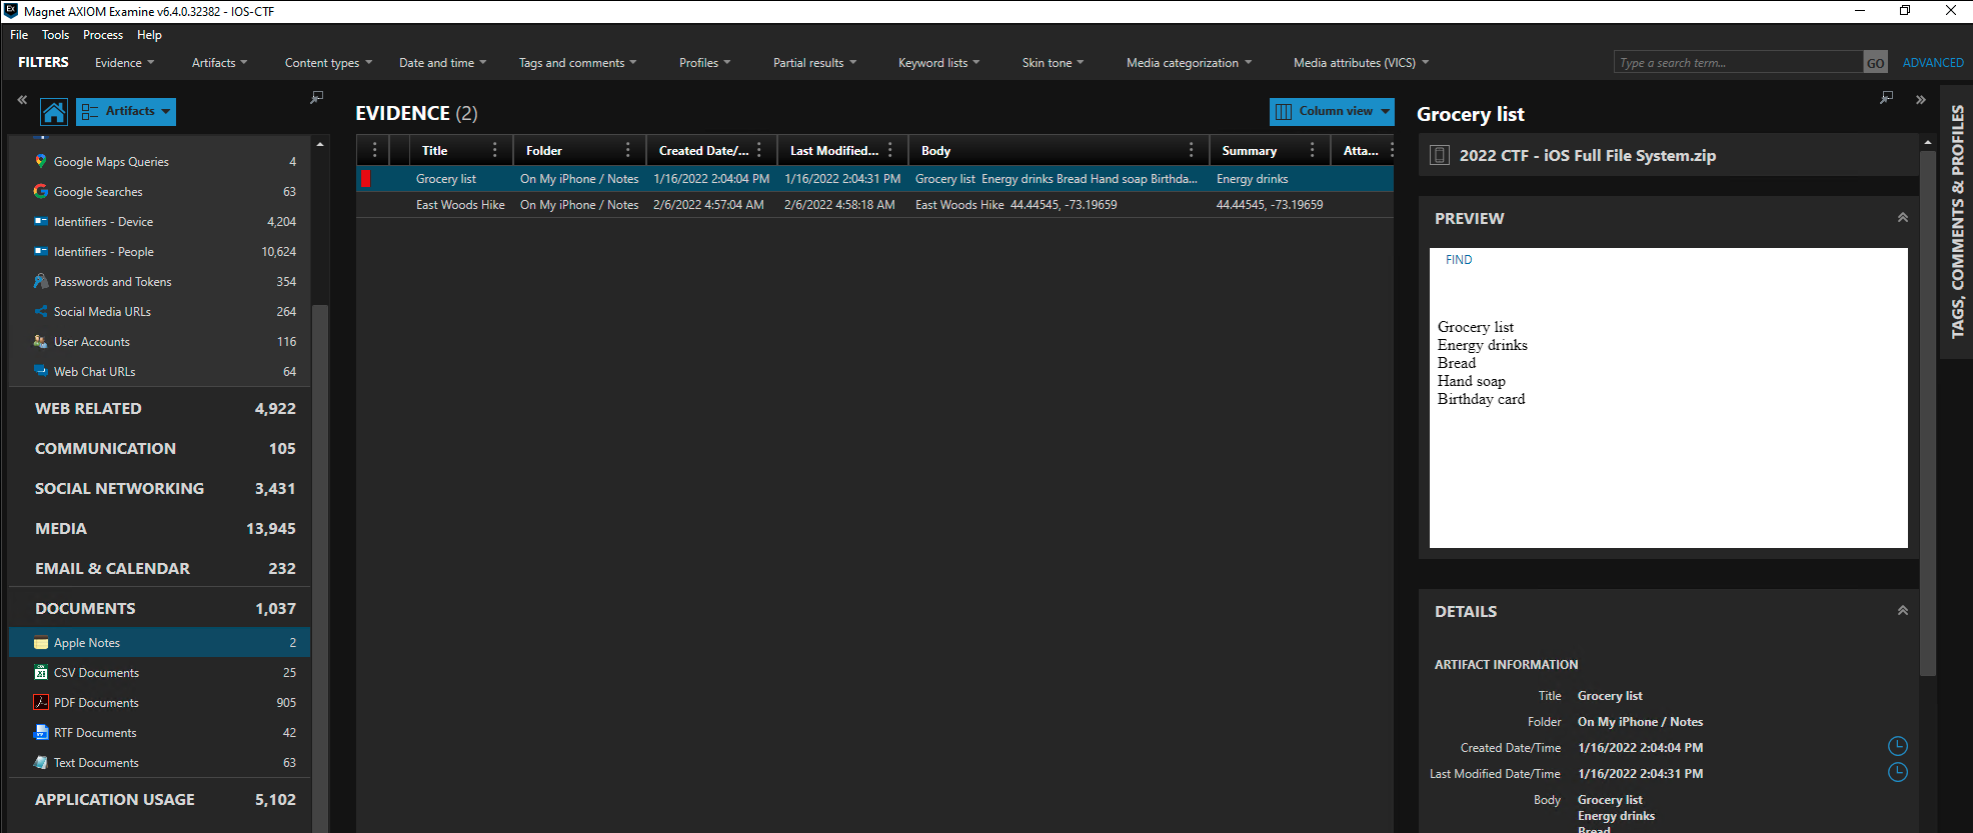 Magnet AXIOM Examine v6.4.0.32382 - IOS-CTF
File Tools Process Help
FILTERS Evidence Artifacts Content types Date and time Tags and comments Profiles Partial results Keyword lists Skin tone Media categorization Media attributes (VICS) Type a search term... GO ADVANCED
Artifacts
Google Maps Queries 4
Google Searches 63
Identifiers - Device 4,204
Identifiers - People 10,624
Passwords and Tokens 354
Social Media URLs 264
User Accounts 116
Web Chat URLs 64
WEB RELATED 4,922
COMMUNICATION 105
SOCIAL NETWORKING 3,431
MEDIA 13,945
EMAIL & CALENDAR 232
DOCUMENTS 1,037
Apple Notes 2
CSV Documents 25
PDF Documents 905
RTF Documents 42
Text Documents 63
APPLICATION USAGE 5,102
EVIDENCE (2)
Column view
Title Folder Created Date/... Last Modified... Body Summary Atta...
Grocery list On My iPhone / Notes 1/16/2022 2:04:04 PM 1/16/2022 2:04:31 PM Grocery list Energy drinks Bread Hand soap Birthda... Energy drinks
East Woods Hike On My iPhone / Notes 2/6/2022 4:57:04 AM 2/6/2022 4:58:18 AM East Woods Hike 44.44545, -73.19659 44.44545, -73.19659
Grocery list
2022 CTF - iOS Full File System.zip
PREVIEW
FIND
Grocery list
Energy drinks
Bread
Hand soap
Birthday card
DETAILS
ARTIFACT INFORMATION
Title Grocery list
Folder On My iPhone / Notes
Created Date/Time 1/16/2022 2:04:04 PM
Last Modified Date/Time 1/16/2022 2:04:31 PM
Body Grocery list
Energy drinks
Bread
TAGS, COMMENTS & PROFILES